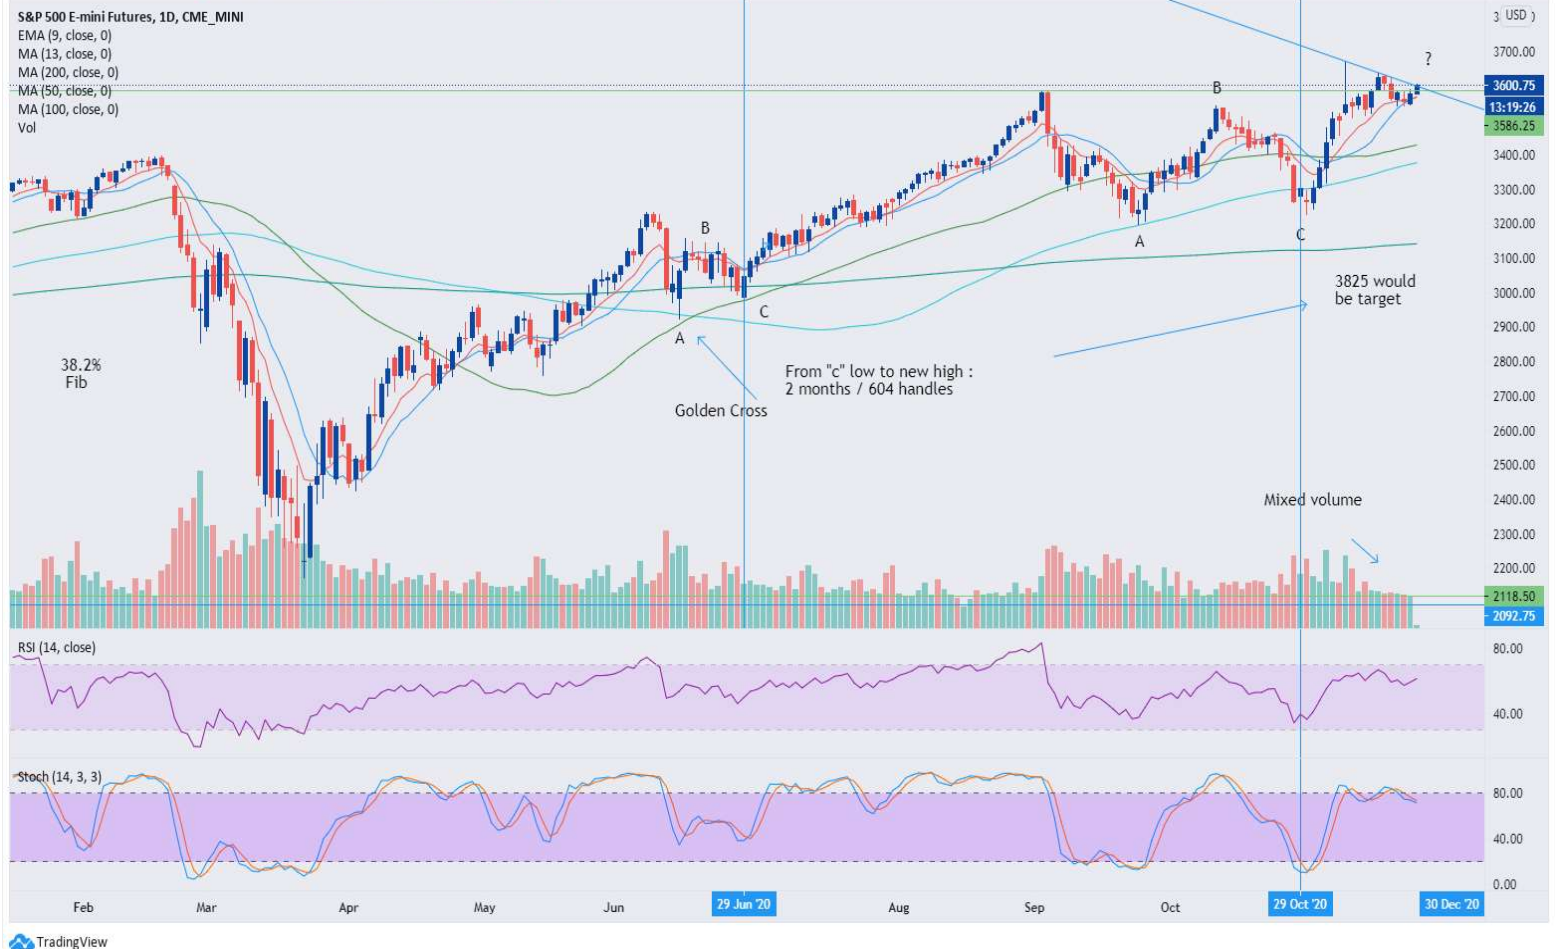 S&P 500 E-mini Futures, 1D, CME_MINI
EMA (9, close, 0)
MA (13, close, 0)
MA (200, close, 0)
MA (50, close, 0)
MA (100, close, 0)
Vol
USD
3700.00
?
3600.75
13:19:26
3586.25
3400.00
3300.00
3200.00
3100.00
3000.00
2900.00
2800.00
2700.00
2600.00
2500.00
2400.00
2300.00
2200.00
2118.50
2092.75
B
A
C
B
A
C
3825 would
be target
38.2%
Fib
From "c" low to new high :
2 months / 604 handles
Golden Cross
Mixed volume
RSI (14, close)
80.00
40.00
Stoch (14, 3, 3)
80.00
40.00
0.00
Feb
Mar
Apr
May
Jun
29 Jun '20
Aug
Sep
Oct
29 Oct '20
30 Dec '20
TradingView